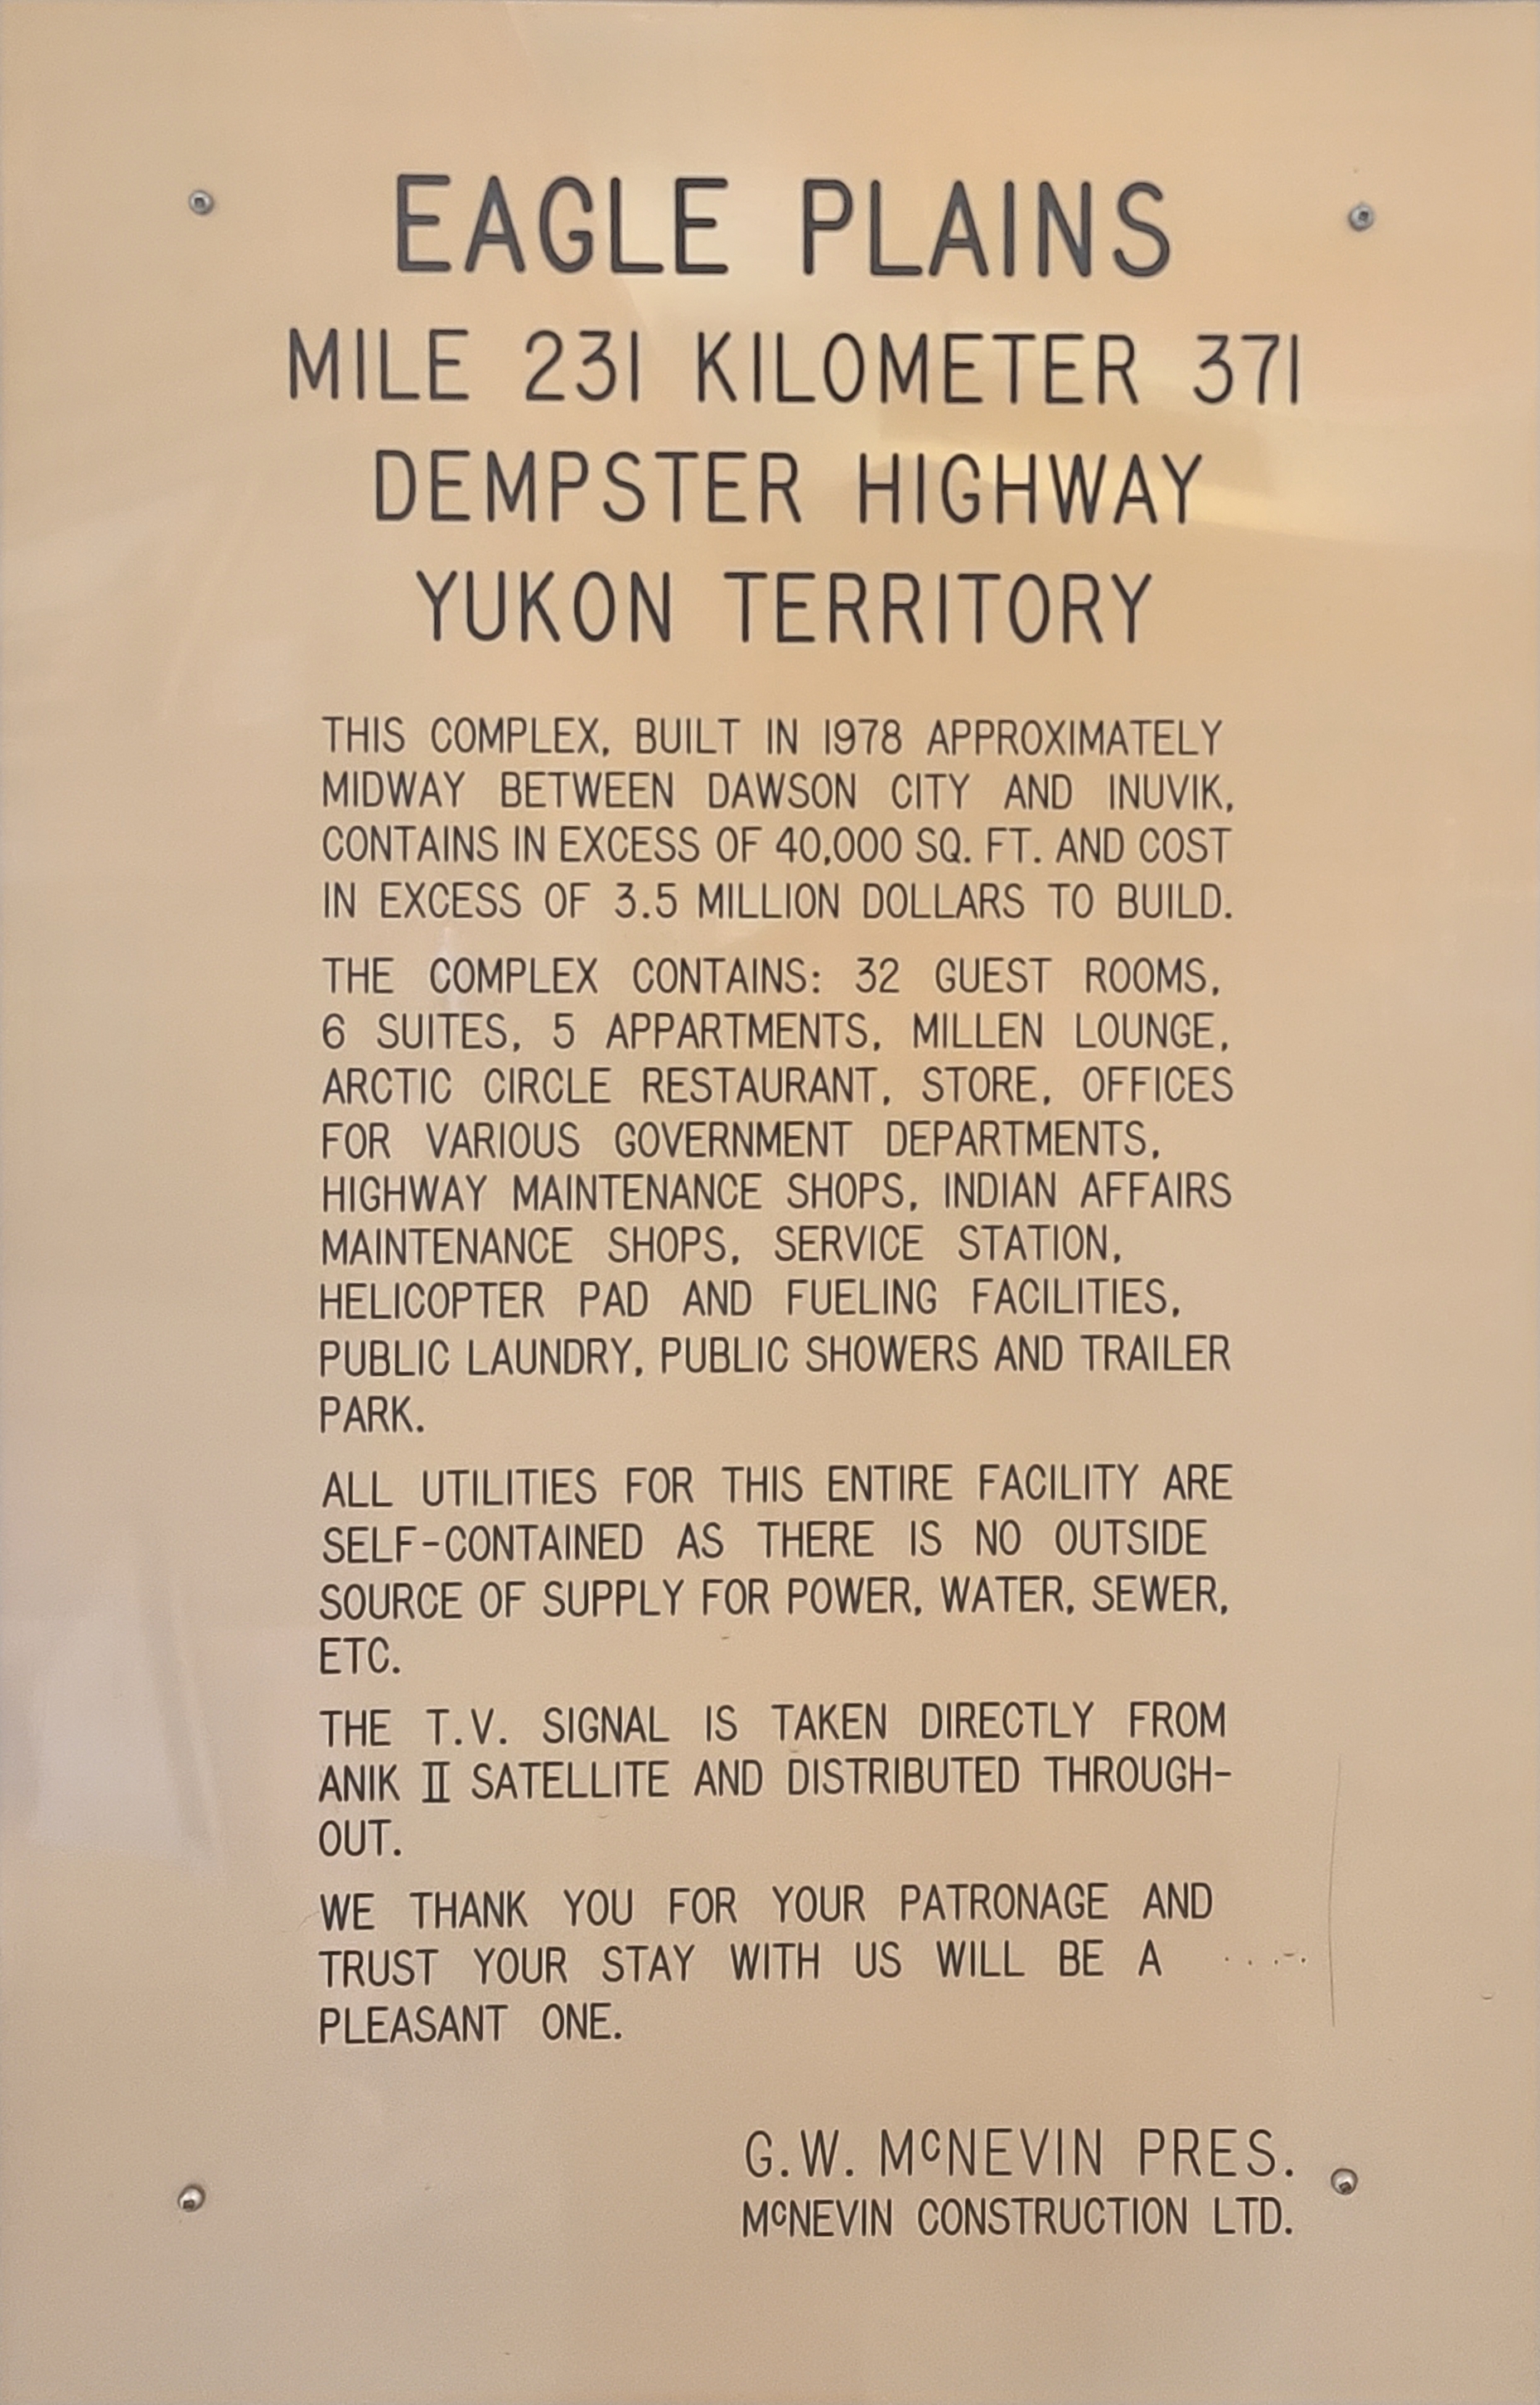 EAGLE PLAINS
MILE 231 KILOMETER 371
DEMPSTER HIGHWAY
YUKON TERRITORY
THIS COMPLEX, BUILT IN 1978 APPROXIMATELY
MIDWAY BETWEEN DAWSON CITY AND INUVIK,
CONTAINS IN EXCESS OF 40,000 SQ. FT. AND COST
IN EXCESS OF 3.5 MILLION DOLLARS TO BUILD.
THE COMPLEX CONTAINS: 32 GUEST ROOMS,
6 SUITES, 5 APPARTMENTS, MILLEN LOUNGE,
ARCTIC CIRCLE RESTAURANT, STORE, OFFICES
FOR VARIOUS GOVERNMENT DEPARTMENTS,
HIGHWAY MAINTENANCE SHOPS, INDIAN AFFAIRS
MAINTENANCE SHOPS, SERVICE STATION,
HELICOPTER PAD AND FUELING FACILITIES,
PUBLIC LAUNDRY, PUBLIC SHOWERS AND TRAILER
PARK.
ALL UTILITIES FOR THIS ENTIRE FACILITY ARE
SELF-CONTAINED AS THERE IS NO OUTSIDE
SOURCE OF SUPPLY FOR POWER, WATER, SEWER,
ETC.
THE T.V. SIGNAL IS TAKEN DIRECTLY FROM
ANIK II SATELLITE AND DISTRIBUTED THROUGH-
OUT.
WE THANK YOU FOR YOUR PATRONAGE AND
TRUST YOUR STAY WITH US WILL BE A
PLEASANT ONE.
G.W. McNEVIN PRES.
McNEVIN CONSTRUCTION LTD.